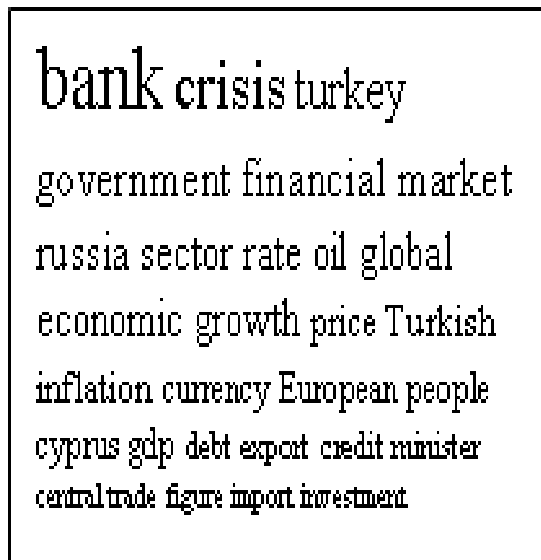 bank crisis turkey
government financial market
russia sector rate oil global
economic growth price Turkish
inflation currency European people
cyprus gdp debt export credit minister
central trade figure import investment